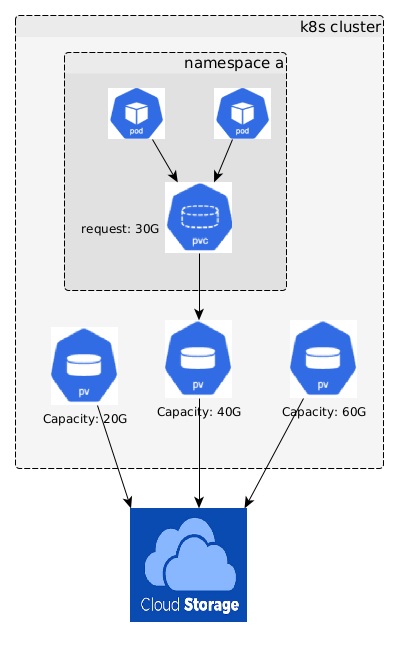 k8s cluster
namespace a
pod
pod
request: 30G
pvc
pv
pv
pv
Capacity: 20G
Capacity: 40G
Capacity: 60G
Cloud Storage